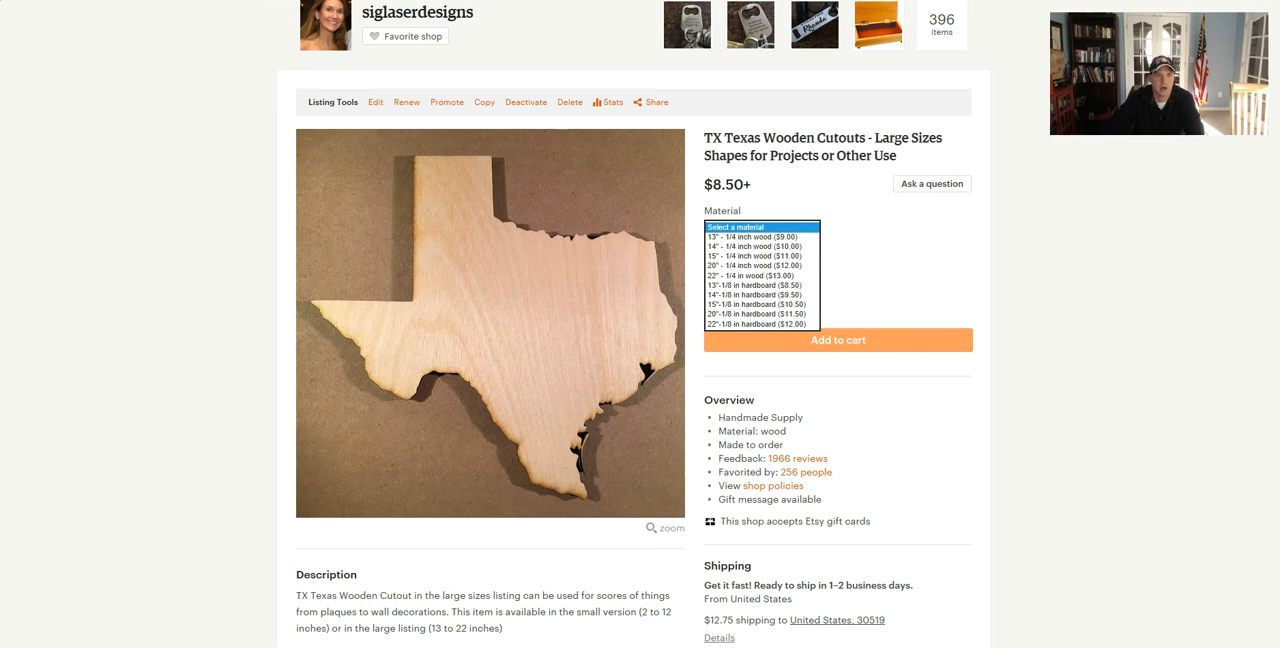 siglaserdesigns
Favorite shop
396
items
Listing Tools Edit Renew Promote Copy Deactivate Delete Stats Share
TX Texas Wooden Cutouts - Large Sizes
Shapes for Projects or Other Use
$8.50+
Ask a question
Material
Select a material
13" - 1/4 inch wood ($9.00)
14" - 1/4 inch wood ($10.00)
15" - 1/4 inch wood ($11.00)
20" - 1/4 inch wood ($12.00)
22" - 1/4 in wood ($13.00)
13"-1/8 in hardboard ($8.50)
14"-1/8 in hardboard ($9.50)
15"-1/8 in hardboard ($10.50)
20"-1/8 in hardboard ($11.50)
22"-1/8 in hardboard ($12.00)
Add to cart
Overview
• Handmade Supply
• Material: wood
• Made to order
• Feedback: 1966 reviews
• Favorited by: 256 people
• View shop policies
• Gift message available
This shop accepts Etsy gift cards
zoom
Description
TX Texas Wooden Cutout in the large sizes listing can be used for scores of things
from plaques to wall decorations. This item is available in the small version (2 to 12
inches) or in the large listing (13 to 22 inches)
Shipping
Get it fast! Ready to ship in 1–2 business days.
From United States
$12.75 shipping to United States, 30519
Details